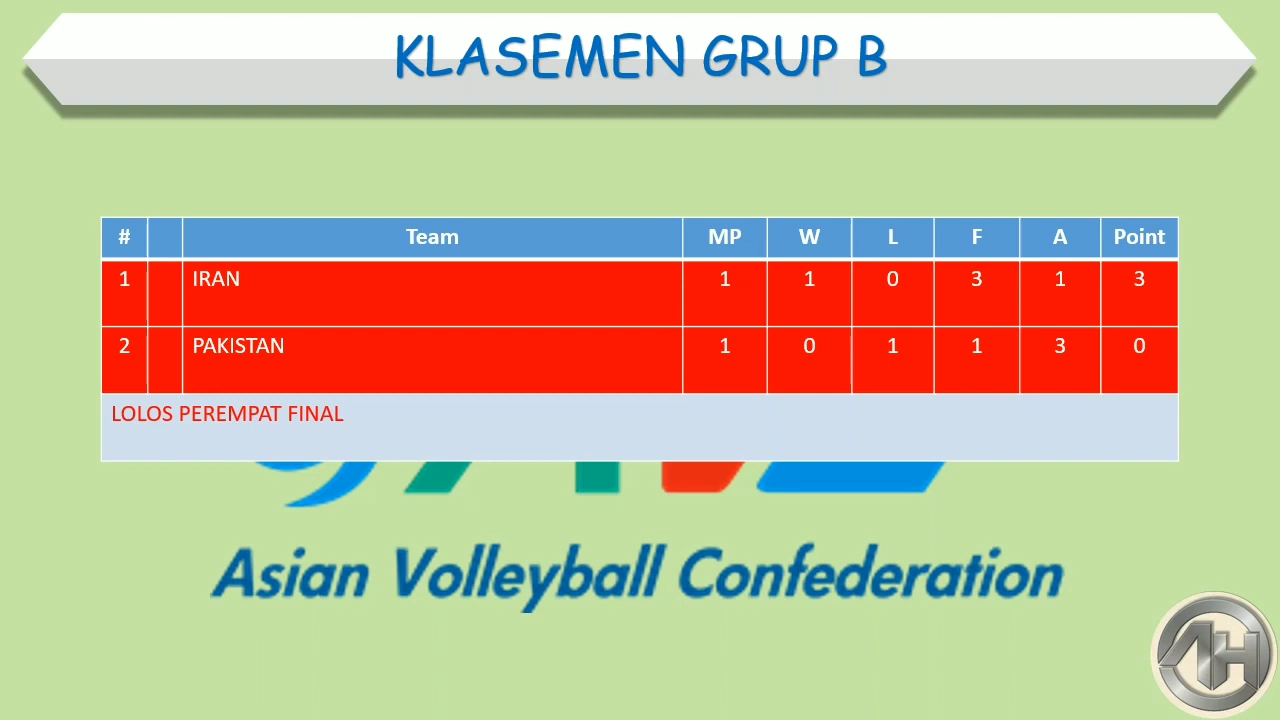 KLASEMEN GRUP B
# Team MP W L F A Point
1 IRAN 1 1 0 3 1 3
2 PAKISTAN 1 0 1 1 3 0
LOLOS PEREMPAT FINAL
Asian Volleyball Confederation